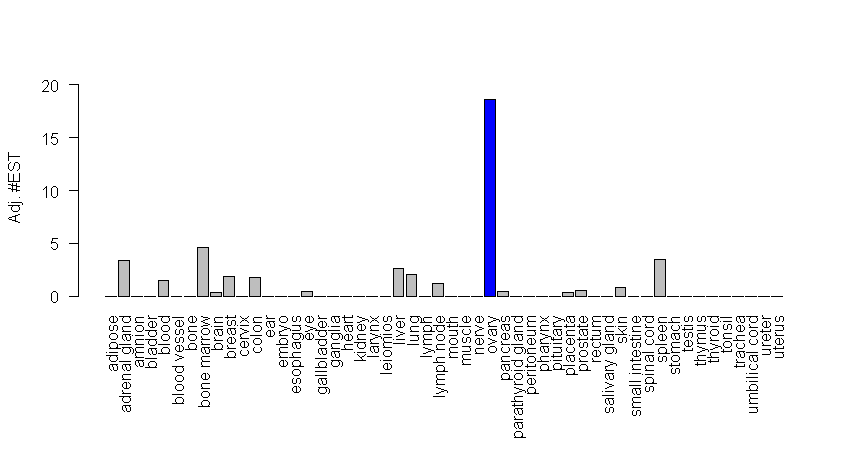 20
15
10
5
0
Adj. #EST
adipose
adrenal gland
amnion
bladder
blood
blood vessel
bone
bone marrow
brain
breast
cervix
colon
ear
embryo
esophagus
eye
gallbladder
ganglia
heart
kidney
larynx
leiomios
liver
lung
lymph
lymph node
mouth
muscle
nerve
ovary
pancreas
parathyroid gland
peritoneum
pharynx
pituitary
placenta
prostate
rectum
salivary gland
skin
small intestine
spinal cord
spleen
stomach
testis
thymus
thyroid
tonsil
trachea
umbilical cord
ureter
uterus